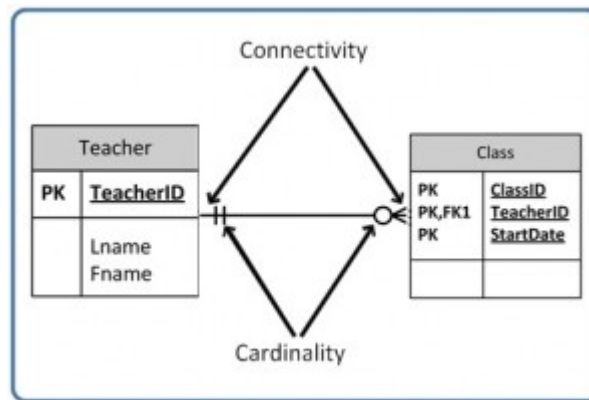 Connectivity
Teacher
PK TeacherID
Lname
Fname
Class
PK ClassID
PK,FK1 TeacherID
PK StartDate
Cardinality